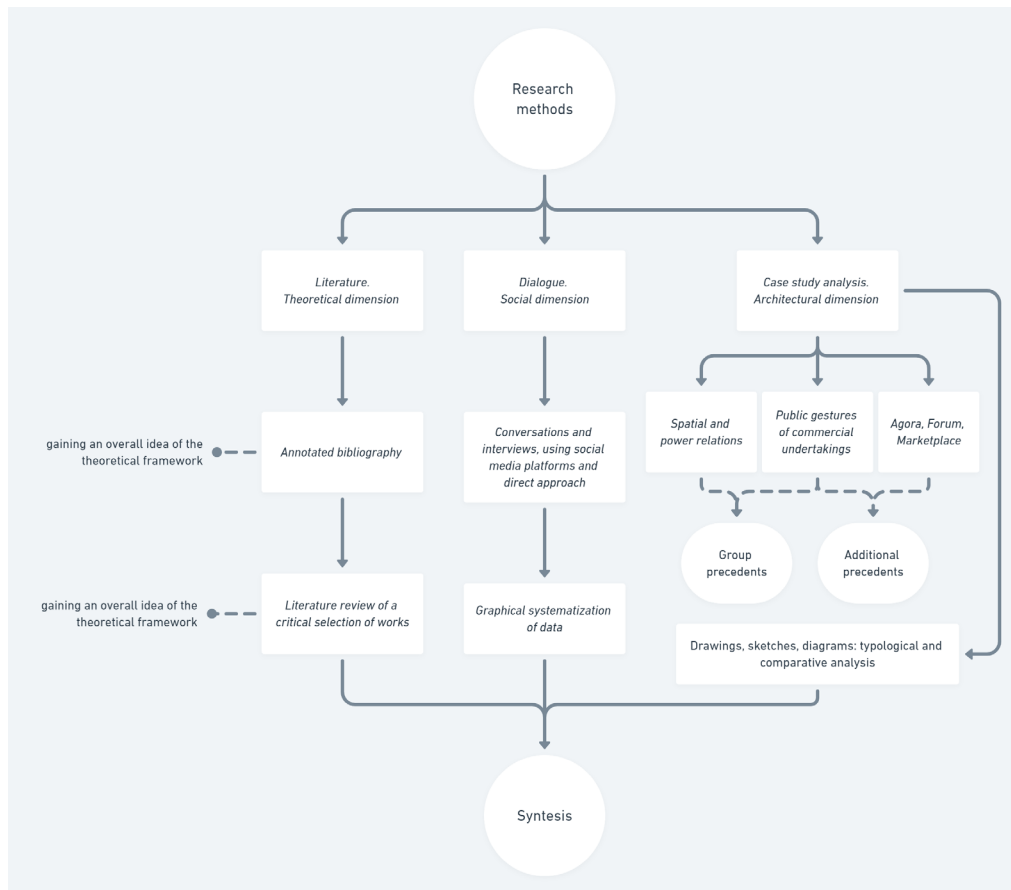 Research
methods
Literature.
Theoretical dimension
Dialogue.
Social dimension
Case study analysis.
Architectural dimension
gaining an overall idea of the
theoretical framework
Annotated bibliography
Conversations and
interviews, using social
media platforms and
direct approach
Spatial and
power relations
Public gestures
of commercial
undertakings
Agora, Forum,
Marketplace
Group
precedents
Additional
precedents
gaining an overall idea of the
theoretical framework
Literature review of a
critical selection of works
Graphical systematization
of data
Drawings, sketches, diagrams: typological and
comparative analysis
Syntesis